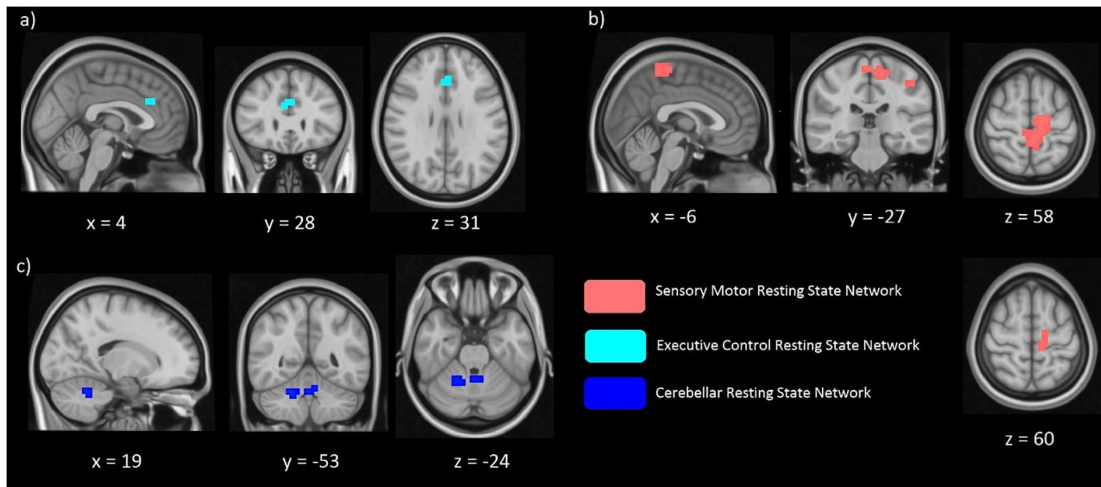 a)
x = 4
y = 28
z = 31
b)
x = -6
y = -27
z = 58
c)
x = 19
y = -53
z = -24
Sensory Motor Resting State Network
Executive Control Resting State Network
Cerebellar Resting State Network
z = 60